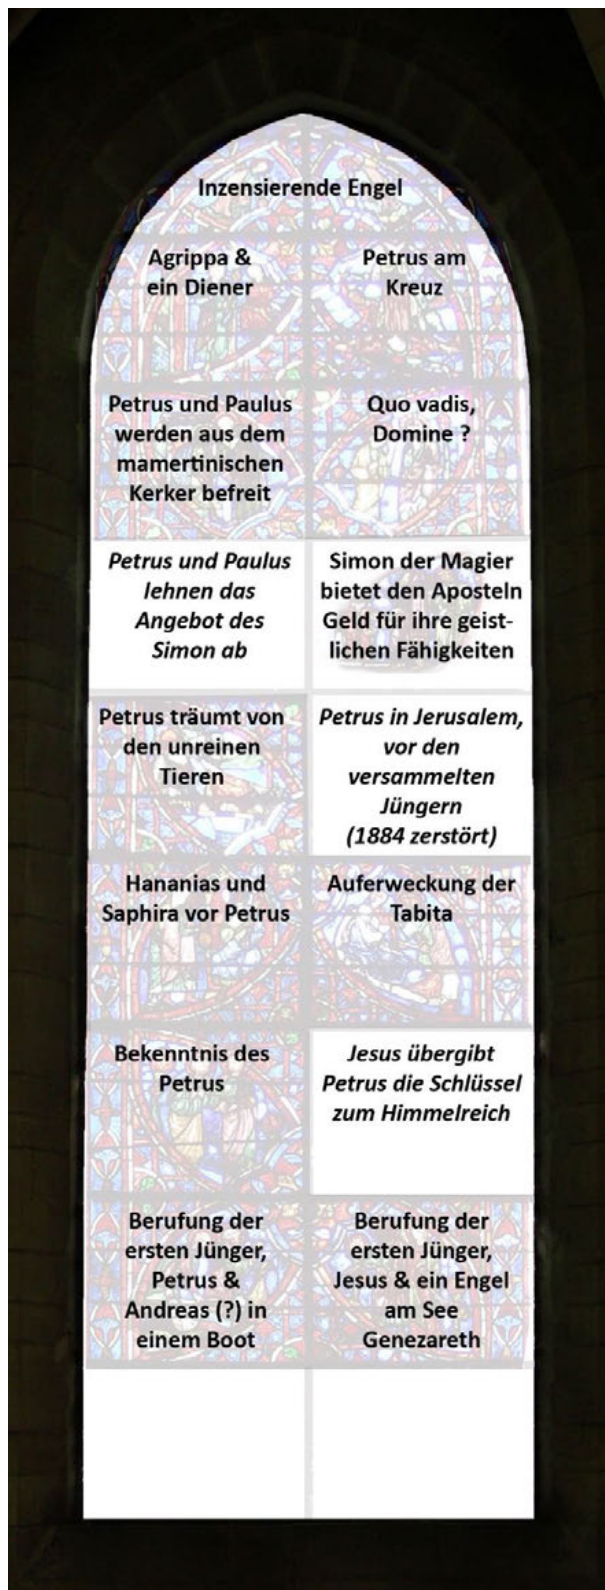 Inzensierende Engel
Agrippa &
ein Diener
Petrus am
Kreuz
Petrus und Paulus
werden aus dem
mamertinischen
Kerker befreit
Quo vadis,
Domine ?
Petrus und Paulus
lehnen das
Angebot des
Simon ab
Simon der Magier
bietet den Aposteln
Geld für ihre geist-
lichen Fähigkeiten
Petrus träumt von
den unreinen
Tieren
Petrus in Jerusalem,
vor den
versammelten
Jüngern
(1884 zerstört)
Hananias und
Saphira vor Petrus
Auferweckung der
Tabita
Bekenntnis des
Petrus
Jesus übergibt
Petrus die Schlüssel
zum Himmelreich
Berufung der
ersten Jünger,
Petrus &
Andreas (?) in
einem Boot
Berufung der
ersten Jünger,
Jesus & ein Engel
am See
Genezareth